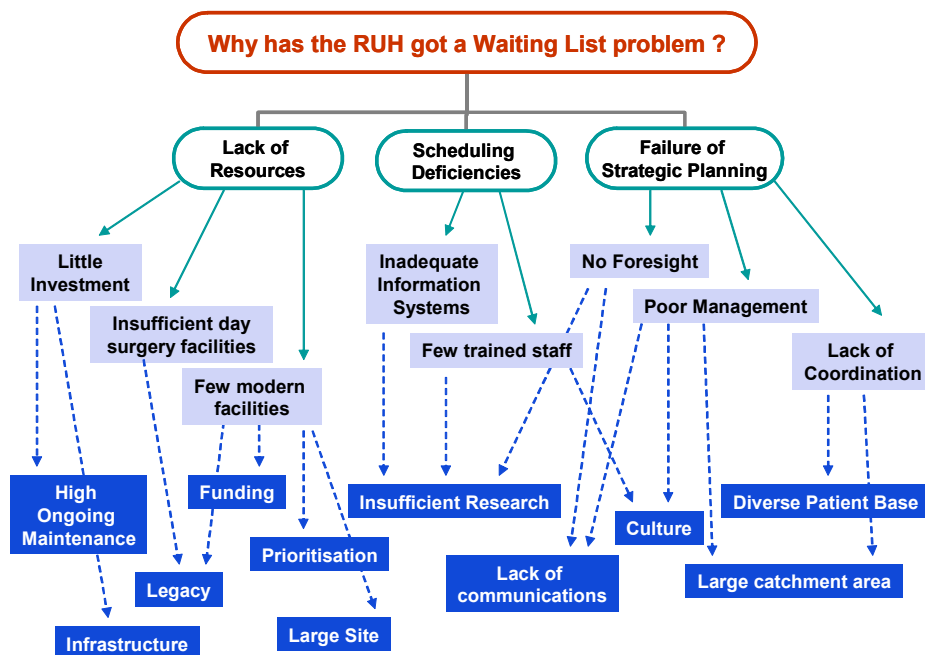 Why has the RUH got a Waiting List problem ?
Lack of
Resources
Scheduling
Deficiencies
Failure of
Strategic Planning
Little
Investment
Inadequate
Information
Systems
No Foresight
Poor Management
Insufficient day
surgery facilities
Few trained staff
Lack of
Coordination
Few modern
facilities
High
Ongoing
Maintenance
Funding
Insufficient Research
Diverse Patient Base
Culture
Prioritisation
Legacy
Lack of
communications
Large catchment area
Infrastructure
Large Site